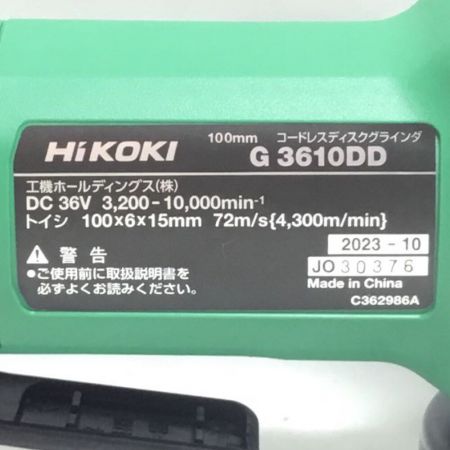 100mm コードレスディスクグラインダ
HiKOKI G 3610DD
工機ホールディングス(株)
DC 36V 3,200-10,000min-1
トイシ 100×6×15mm 72m/s{4,300m/min}
警告
2023-10
●ご使用前に取扱説明書を
必ずよくお読みください。
JO30376
Made in China
C362986A